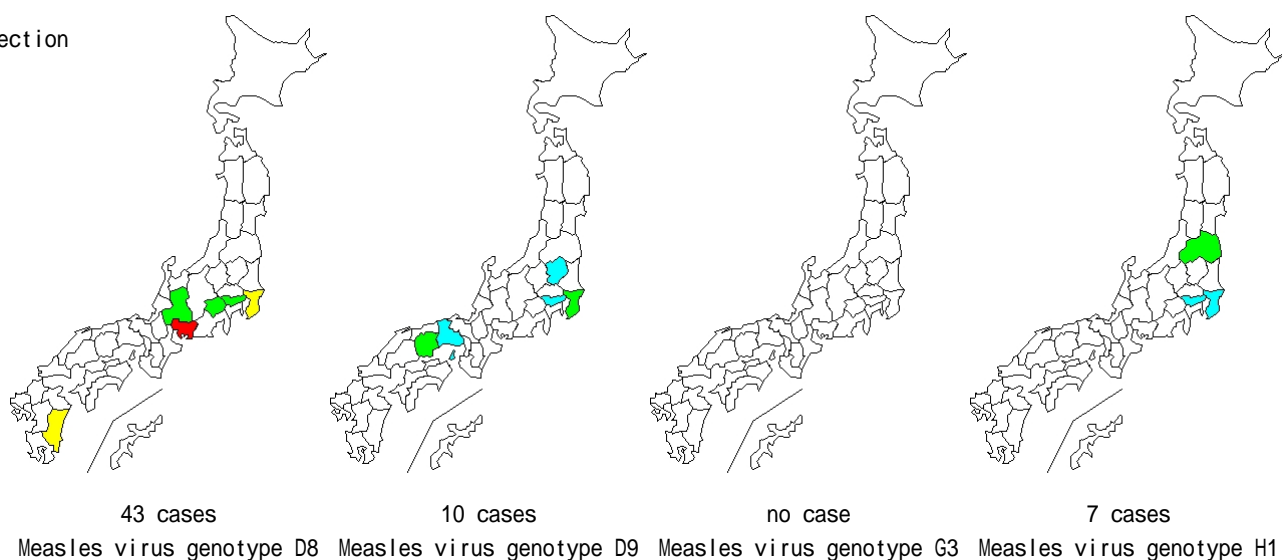 ection
43 cases
10 cases
no case
7 cases
Measles virus genotype D8
Measles virus genotype D9
Measles virus genotype G3
Measles virus genotype H1